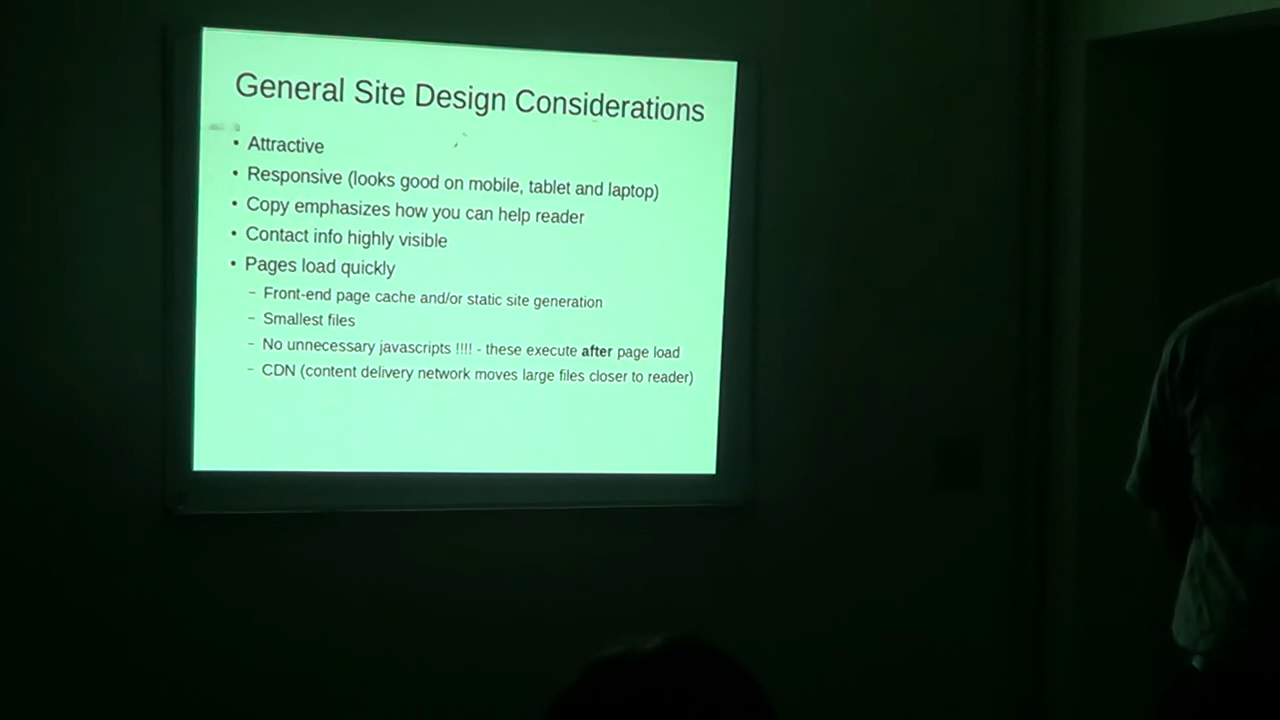 General Site Design Considerations
• Attractive
• Responsive (looks good on mobile, tablet and laptop)
• Copy emphasizes how you can help reader
• Contact info highly visible
• Pages load quickly
– Front-end page cache and/or static site generation
– Smallest files
– No unnecessary javascripts !!!! - these execute after page load
– CDN (content delivery network moves large files closer to reader)